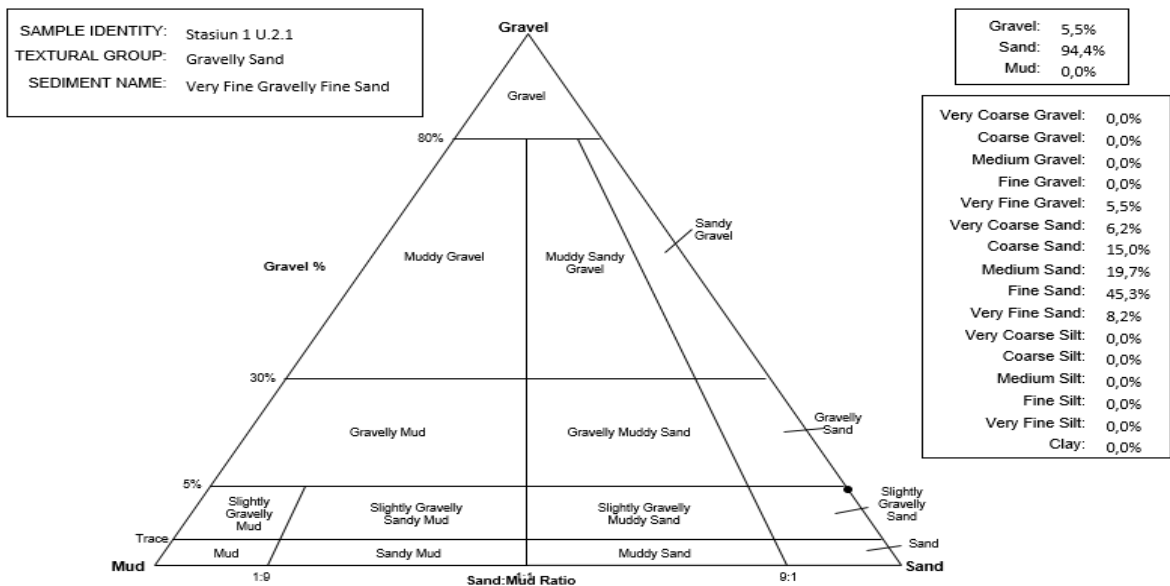 SAMPLE IDENTITY: Stasiun 1 U.2.1
TEXTURAL GROUP: Gravelly Sand
SEDIMENT NAME: Very Fine Gravelly Fine Sand
Gravel: 5,5%
Sand: 94,4%
Mud: 0,0%
Very Coarse Gravel: 0,0%
Coarse Gravel: 0,0%
Medium Gravel: 0,0%
Fine Gravel: 0,0%
Very Fine Gravel: 5,5%
Very Coarse Sand: 6,2%
Coarse Sand: 15,0%
Medium Sand: 19,7%
Fine Sand: 45,3%
Very Fine Sand: 8,2%
Very Coarse Silt: 0,0%
Coarse Silt: 0,0%
Medium Silt: 0,0%
Fine Silt: 0,0%
Very Fine Silt: 0,0%
Clay: 0,0%
Gravel
Gravel
80%
Sandy
Gravel
Muddy Gravel
Muddy Sandy
Gravel
Gravel %
30%
Gravelly Mud
Gravelly Muddy Sand
Gravelly
Sand
5%
Slightly
Gravelly
Mud
Slightly Gravelly
Sandy Mud
Slightly Gravelly
Muddy Sand
Slightly
Gravelly
Sand
Trace
Mud
Sandy Mud
Muddy Sand
Sand
Mud
Sand
1:9
1:1
9:1
Sand:Mud Ratio